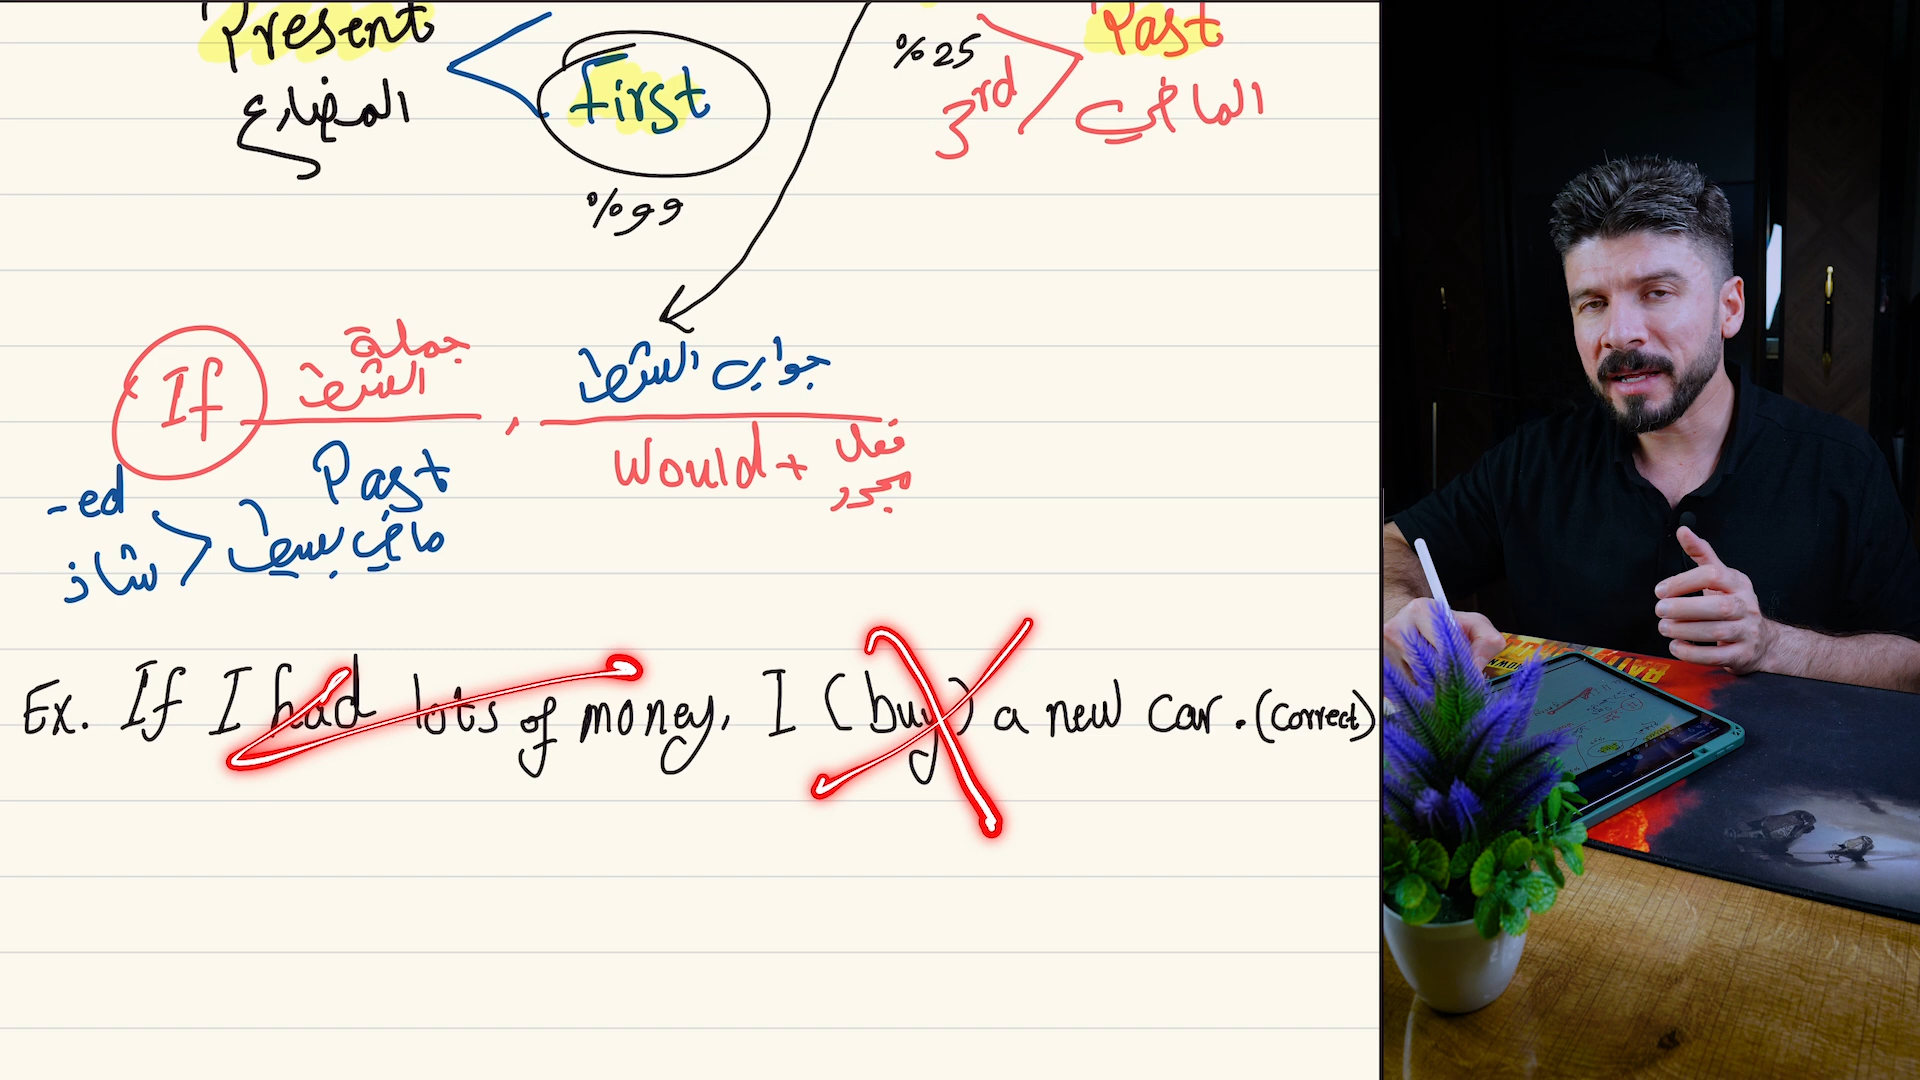 Present
المضارع
First
%99
%25
3rd
Past
الماضي
If جملة الشرط , جواب الشرط
Past
Would + فعل مجرد
ماضي بسيط
-ed
شاذ
Ex. If I had lots of money, I (buy) a new car. (correct)